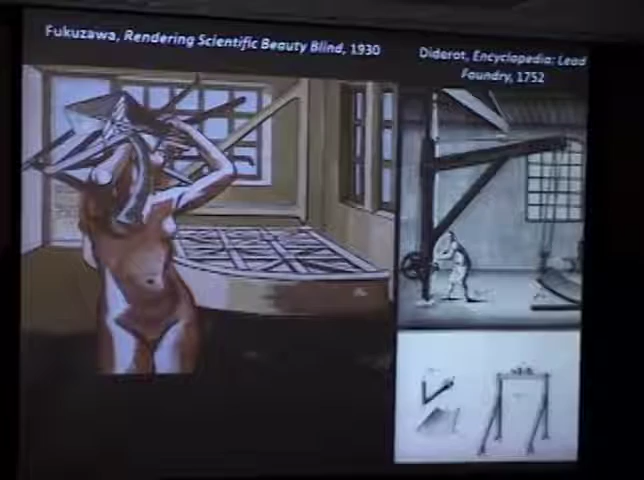 Fukuzawa, Rendering Scientific Beauty Blind, 1930
Diderot, Encyclopedia: Lead
Foundry, 1752